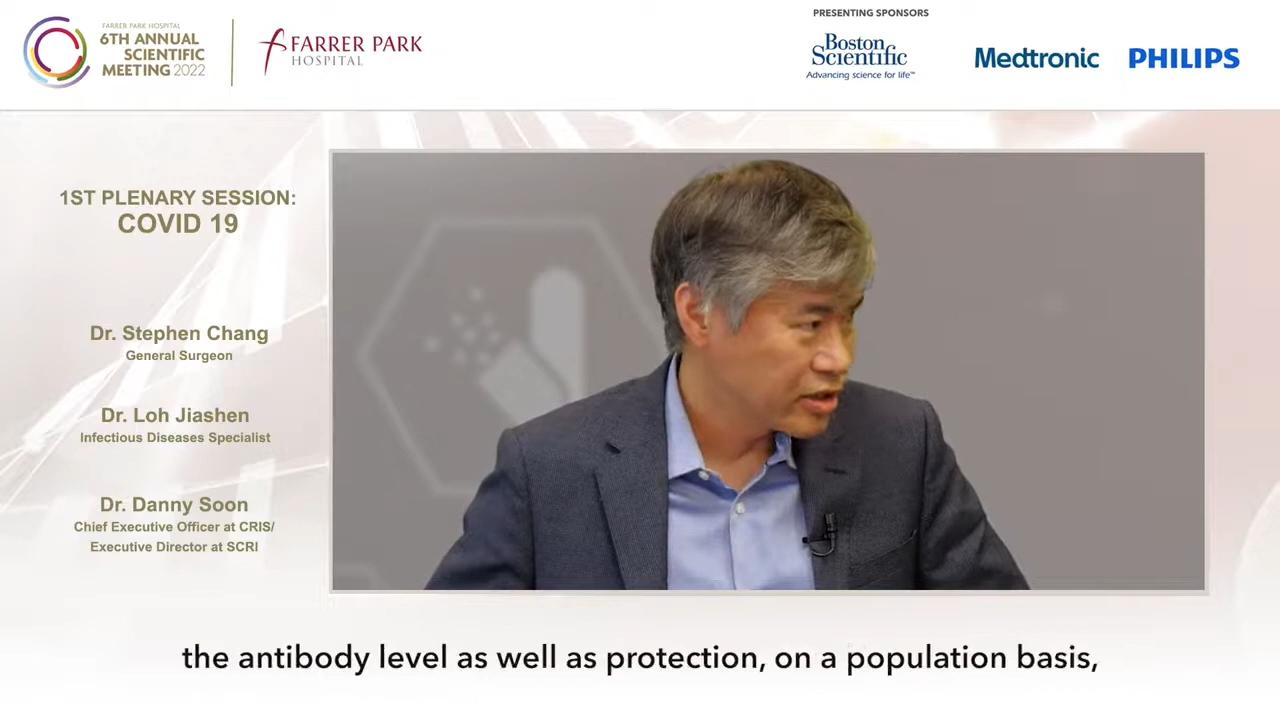 FARRER PARK HOSPITAL
6TH ANNUAL
SCIENTIFIC
MEETING 2022
FARRER PARK
HOSPITAL
PRESENTING SPONSORS
Boston
Scientific
Advancing science for life™
Medtronic
PHILIPS
1ST PLENARY SESSION:
COVID 19
Dr. Stephen Chang
General Surgeon
Dr. Loh Jiashen
Infectious Diseases Specialist
Dr. Danny Soon
Chief Executive Officer at CRIS/
Executive Director at SCRI
the antibody level as well as protection, on a population basis,